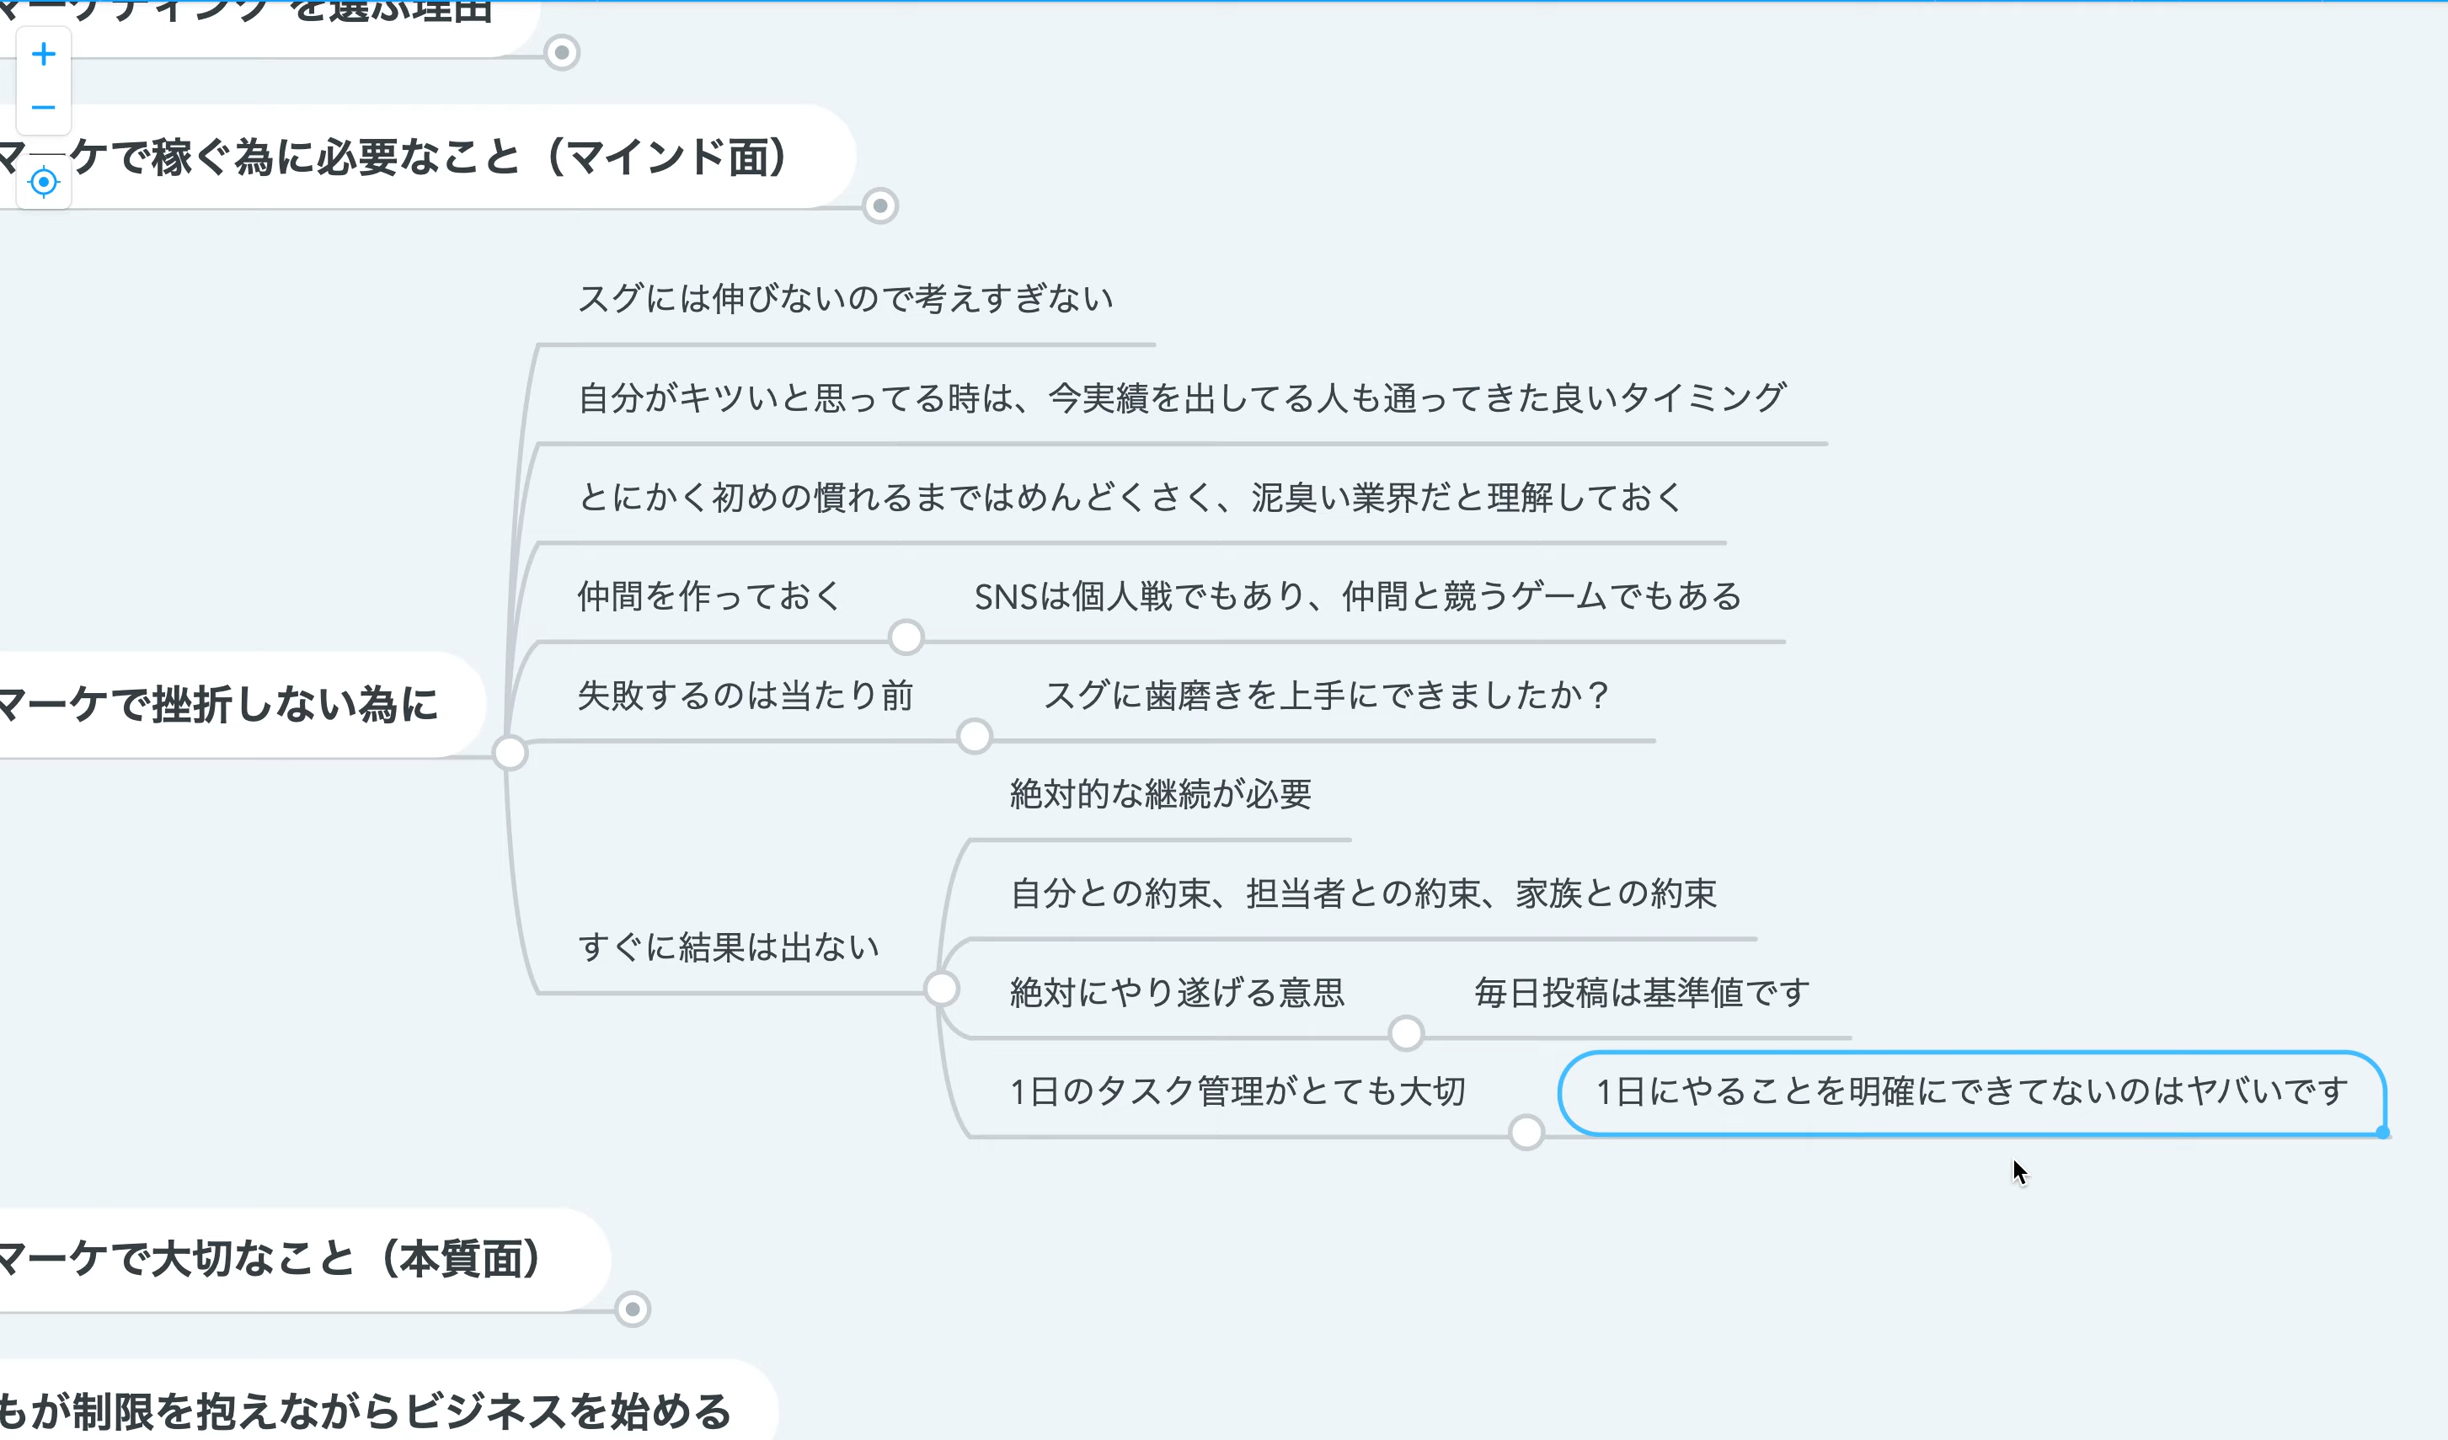 マーケティング を選ぶ理由
マーケで稼ぐ為に必要なこと（マインド面）
スグには伸びないので考えすぎない
自分がキツいと思ってる時は、今実績を出してる人も通ってきた良いタイミング
とにかく初めの慣れるまではめんどくさく、泥臭い業界だと理解しておく
仲間を作っておく
SNSは個人戦でもあり、仲間と競うゲームでもある
マーケで挫折しない為に
失敗するのは当たり前
スグに歯磨きを上手にできましたか？
すぐに結果は出ない
絶対的な継続が必要
自分との約束、担当者との約束、家族との約束
絶対にやり遂げる意思
毎日投稿は基準値です
1日のタスク管理がとても大切
1日にやることを明確にできてないのはヤバいです
マーケで大切なこと（本質面）
もが制限を抱えながらビジネスを始める